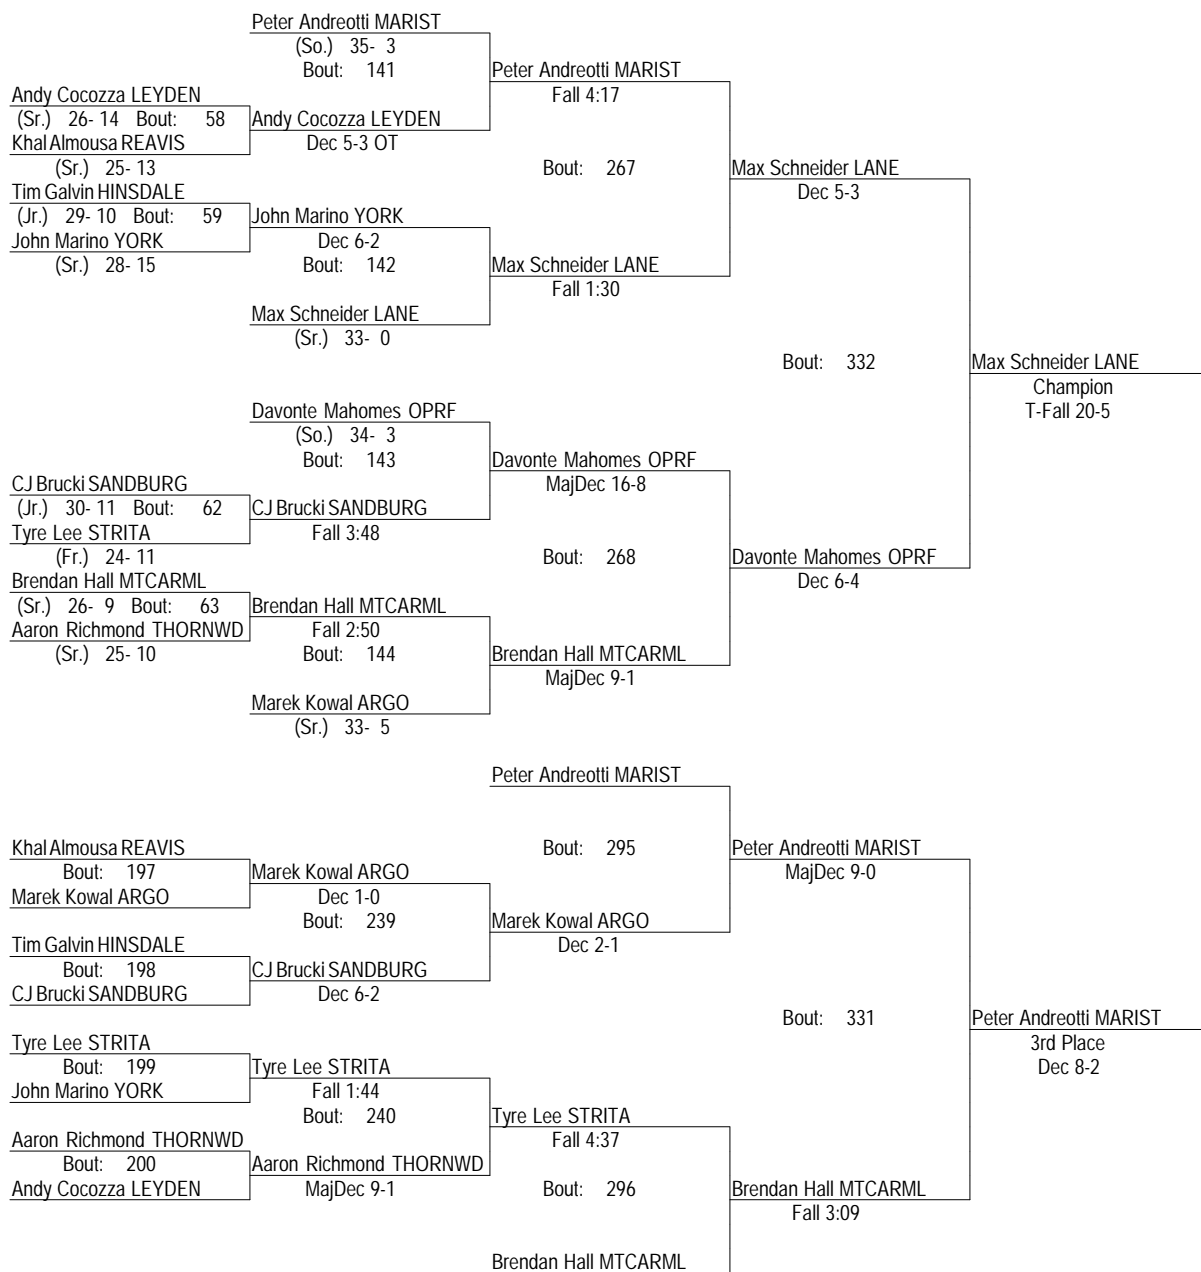 Peter Andreotti MARIST
(So.) 35- 3
Bout: 141
Peter Andreotti MARIST
Fall 4:17
Andy Cocozza LEYDEN
(Sr.) 26- 14 Bout: 58
Andy Cocozza LEYDEN
Khal Almousa REAVIS
Dec 5-3 OT
(Sr.) 25- 13
Bout: 267
Max Schneider LANE
Tim Galvin HINSDALE
Dec 5-3
(Jr.) 29- 10 Bout: 59
John Marino YORK
John Marino YORK
Dec 6-2
(Sr.) 28- 15
Bout: 142
Max Schneider LANE
Fall 1:30
Max Schneider LANE
(Sr.) 33- 0
Bout: 332
Max Schneider LANE
Champion
T-Fall 20-5
Davonte Mahomes OPRF
(So.) 34- 3
Bout: 143
Davonte Mahomes OPRF
CJ Brucki SANDBURG
MajDec 16-8
(Jr.) 30- 11 Bout: 62
CJ Brucki SANDBURG
Tyre Lee STRITA
Fall 3:48
(Fr.) 24- 11
Bout: 268
Davonte Mahomes OPRF
Brendan Hall MTCARML
Dec 6-4
(Sr.) 26- 9 Bout: 63
Brendan Hall MTCARML
Aaron Richmond THORNWD
Fall 2:50
(Sr.) 25- 10
Bout: 144
Brendan Hall MTCARML
MajDec 9-1
Marek Kowal ARGO
(Sr.) 33- 5
Peter Andreotti MARIST
Khal Almousa REAVIS
Bout: 295
Peter Andreotti MARIST
Bout: 197
Marek Kowal ARGO
MajDec 9-0
Marek Kowal ARGO
Dec 1-0
Bout: 239
Marek Kowal ARGO
Tim Galvin HINSDALE
Dec 2-1
Bout: 198
CJ Brucki SANDBURG
CJ Brucki SANDBURG
Dec 6-2
Bout: 331
Peter Andreotti MARIST
3rd Place
Dec 8-2
Tyre Lee STRITA
Bout: 199
Tyre Lee STRITA
John Marino YORK
Fall 1:44
Bout: 240
Tyre Lee STRITA
Aaron Richmond THORNWD
Fall 4:37
Bout: 200
Aaron Richmond THORNWD
Andy Cocozza LEYDEN
MajDec 9-1
Bout: 296
Brendan Hall MTCARML
Fall 3:09
Brendan Hall MTCARML